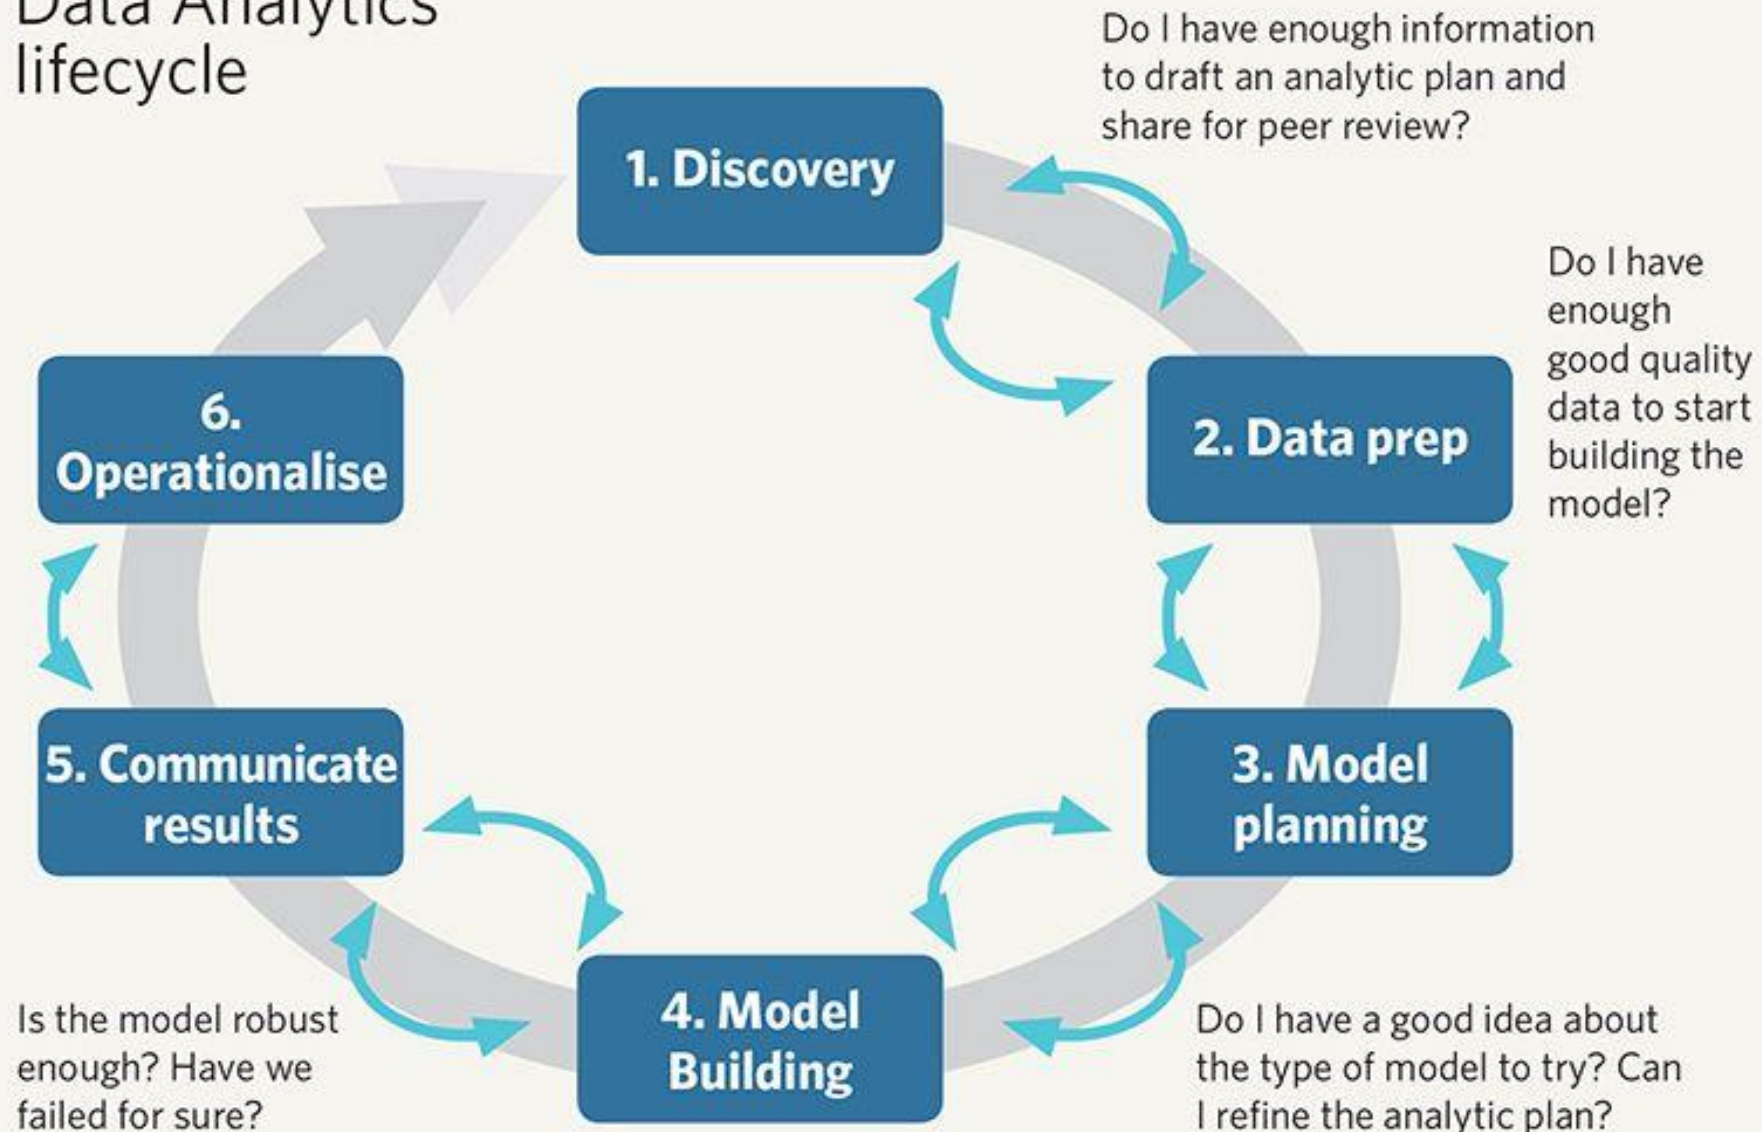 Data Analytics
lifecycle
Do I have enough information
to draft an analytic plan and
share for peer review?
1. Discovery
Do I have
enough
good quality
data to start
building the
model?
2. Data prep
3. Model
planning
Do I have a good idea about
the type of model to try? Can
I refine the analytic plan?
4. Model
Building
Is the model robust
enough? Have we
failed for sure?
5. Communicate
results
6.
Operationalise